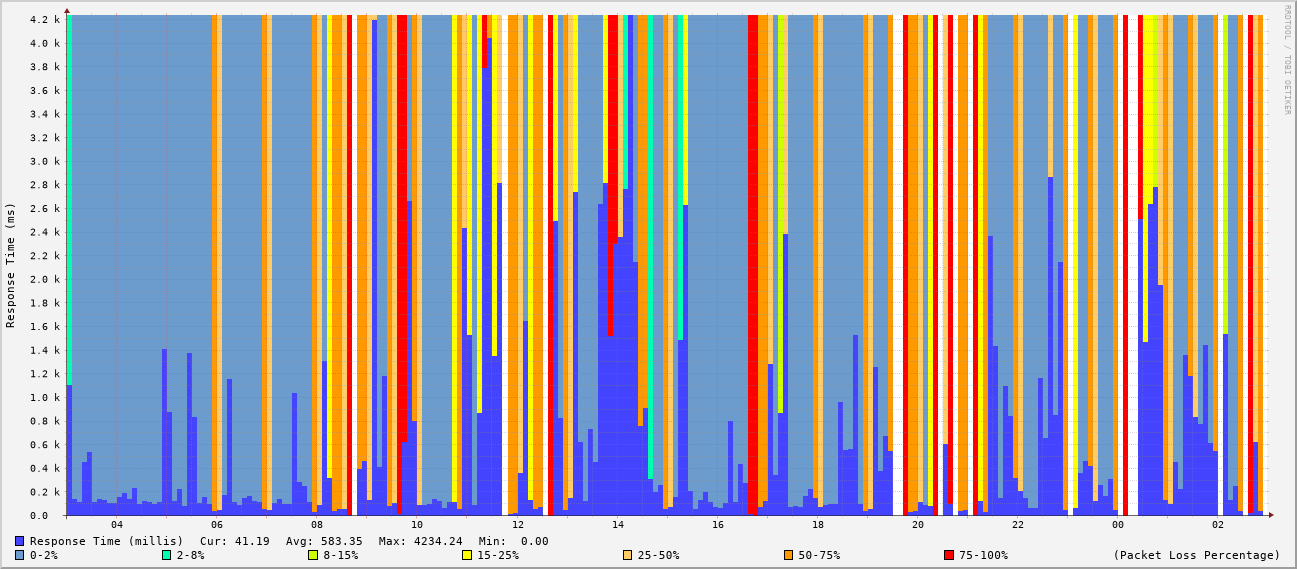 RRDTOOL / TOBI OETIKER
Response Time (ms)
4.2 k
4.0 k
3.8 k
3.6 k
3.4 k
3.2 k
3.0 k
2.8 k
2.6 k
2.4 k
2.2 k
2.0 k
1.8 k
1.6 k
1.4 k
1.2 k
1.0 k
0.8 k
0.6 k
0.4 k
0.2 k
0.0
04 06 08 10 12 14 16 18 20 22 00 02
Response Time (millis) Cur: 41.19 Avg: 583.35 Max: 4234.24 Min: 0.00
0-2% 2-8% 8-15% 15-25% 25-50% 50-75% 75-100% (Packet Loss Percentage)